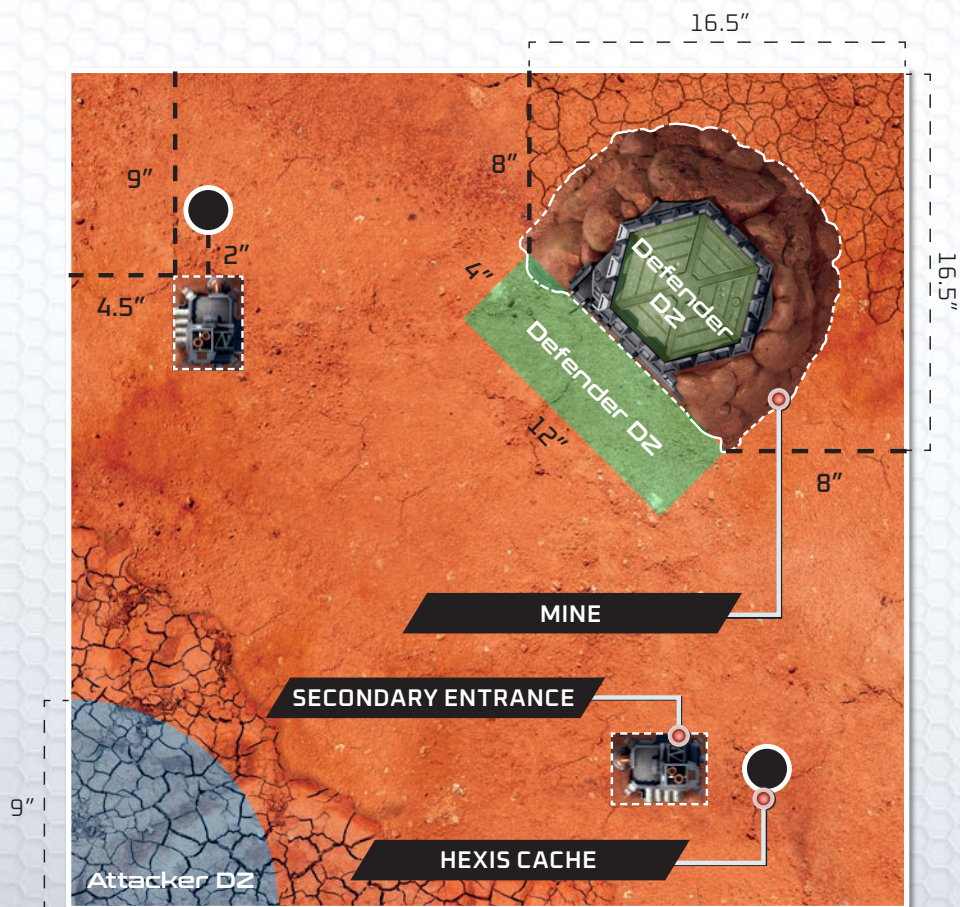 16.5”
9”
8”
2”
4.5”
4”
16.5”
Defender
DZ
Defender DZ
12”
8”
MINE
SECONDARY ENTRANCE
9”
HEXIS CACHE
Attacker DZ